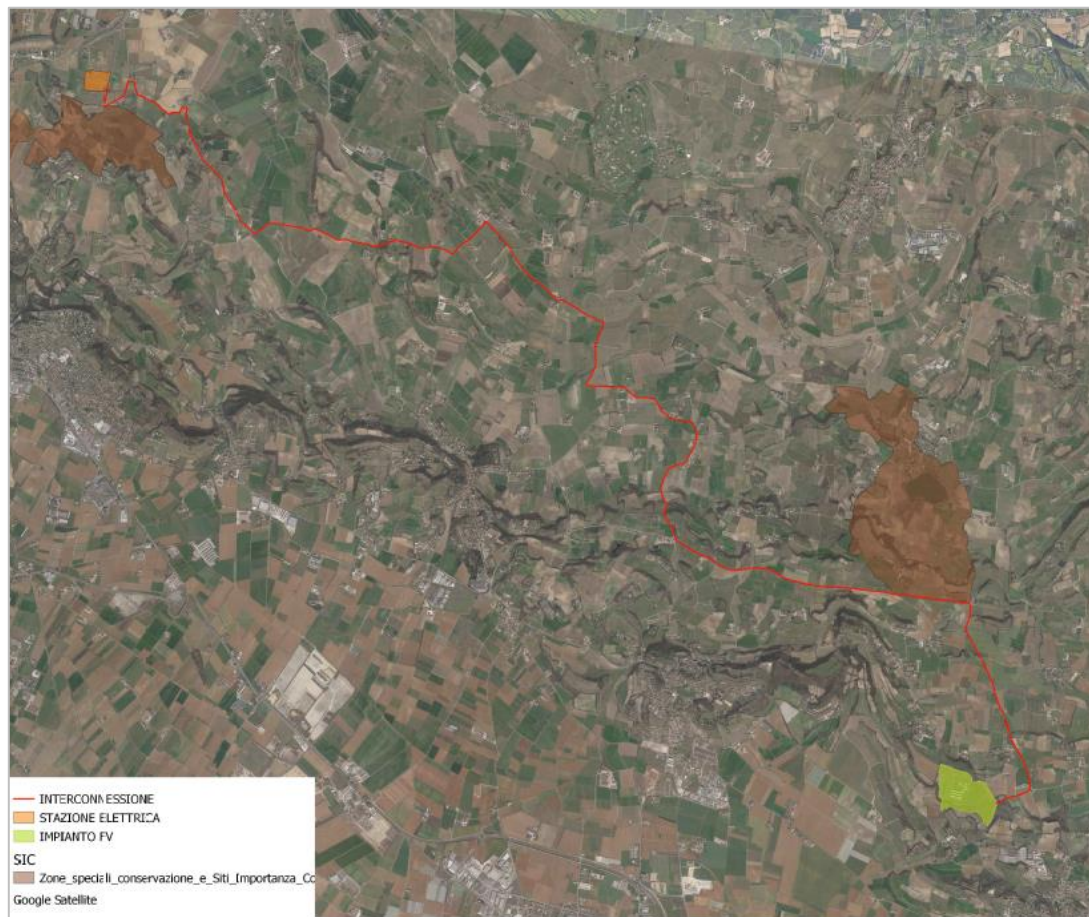 INTERCONNESSIONE
STAZIONE ELETTRICA
IMPIANTO FV
SIC
Zone_speciali_conservazione_e_Siti_Importanza_Co
Google Satellite